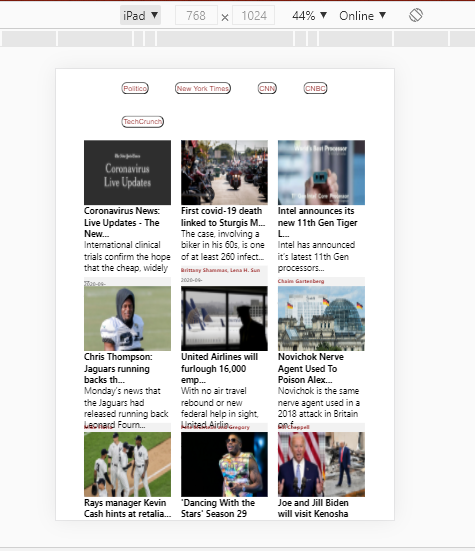 iPad ▼ 768 × 1024 44% ▼ Online ▼
Politico New York Times CNN CNBC
TechCrunch
The New York Times
Coronavirus
Live Updates
Coronavirus News:
Live Updates - The
New...
International clinical
trials confirm the hope
that the cheap, widely
2020-09-
First covid-19 death
linked to Sturgis M...
The case, involving a
biker in his 60s, is one
of at least 260 infect...
Brittany Shammas, Lena H. Sun
2020-09-
Intel announces its
new 11th Gen Tiger
L...
Intel has announced
it's latest 11th Gen
processors...
Chaim Gartenberg
Chris Thompson:
Jaguars running
backs th...
Monday's news that
the Jaguars had
released running back
Leonard Fourn...
United Airlines will
furlough 16,000
emp...
With no air travel
rebound or new
federal help in sight,
United Airlin...
Gregory
Novichok Nerve
Agent Used To
Poison Alex...
Novichok is the same
nerve agent used in a
2018 attack in Britain
on f...
Chappell
Rays manager Kevin
Cash hints at retalia...
'Dancing With the
Stars' Season 29
Joe and Jill Biden
will visit Kenosha